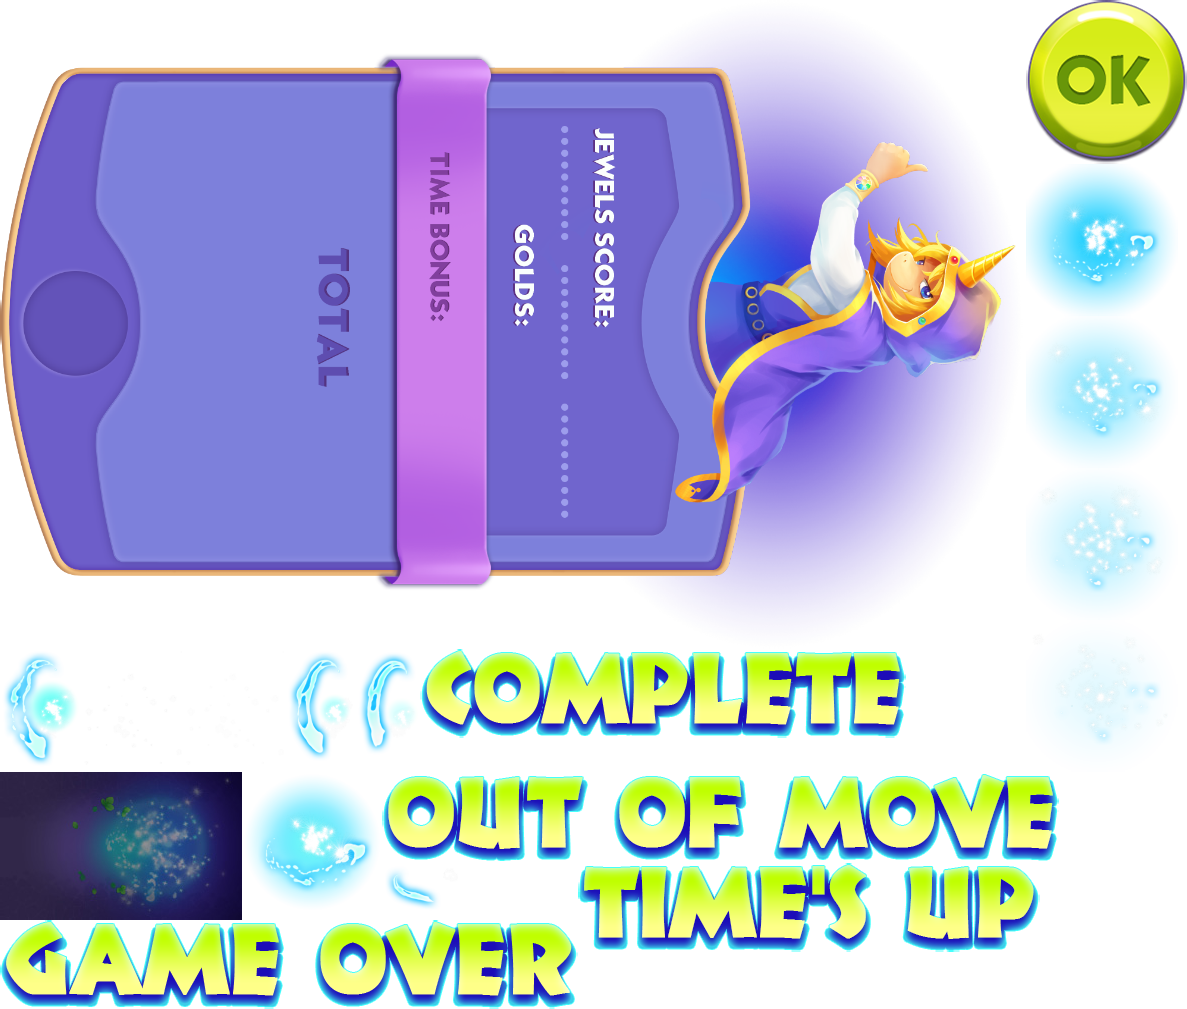 OK
JEWELS SCORE:
GOLDS:
TIME BONUS:
TOTAL
COMPLETE
OUT OF MOVE
TIME'S UP
GAME OVER